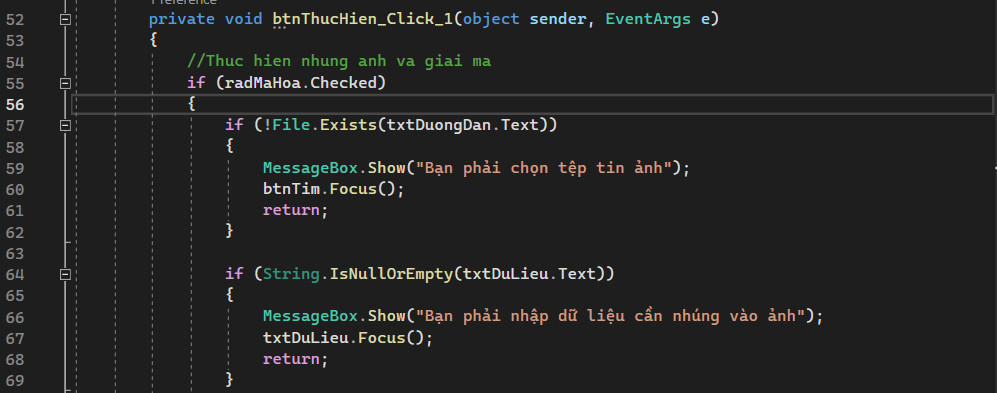 1 reference
52 private void btnThucHien_Click_1(object sender, EventArgs e)
53 {
54 //Thuc hien nhung anh va giai ma
55 if (radMaHoa.Checked)
56 {
57 if (!File.Exists(txtDuongDan.Text))
58 {
59 MessageBox.Show("Bạn phải chọn tệp tin ảnh");
60 btnTim.Focus();
61 return;
62 }
63
64 if (String.IsNullOrEmpty(txtDuLieu.Text))
65 {
66 MessageBox.Show("Bạn phải nhập dữ liệu cần nhúng vào ảnh");
67 txtDuLieu.Focus();
68 return;
69 }